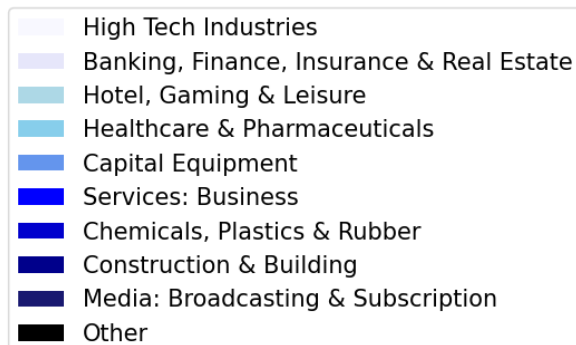 High Tech Industries
Banking, Finance, Insurance & Real Estate
Hotel, Gaming & Leisure
Healthcare & Pharmaceuticals
Capital Equipment
Services: Business
Chemicals, Plastics & Rubber
Construction & Building
Media: Broadcasting & Subscription
Other